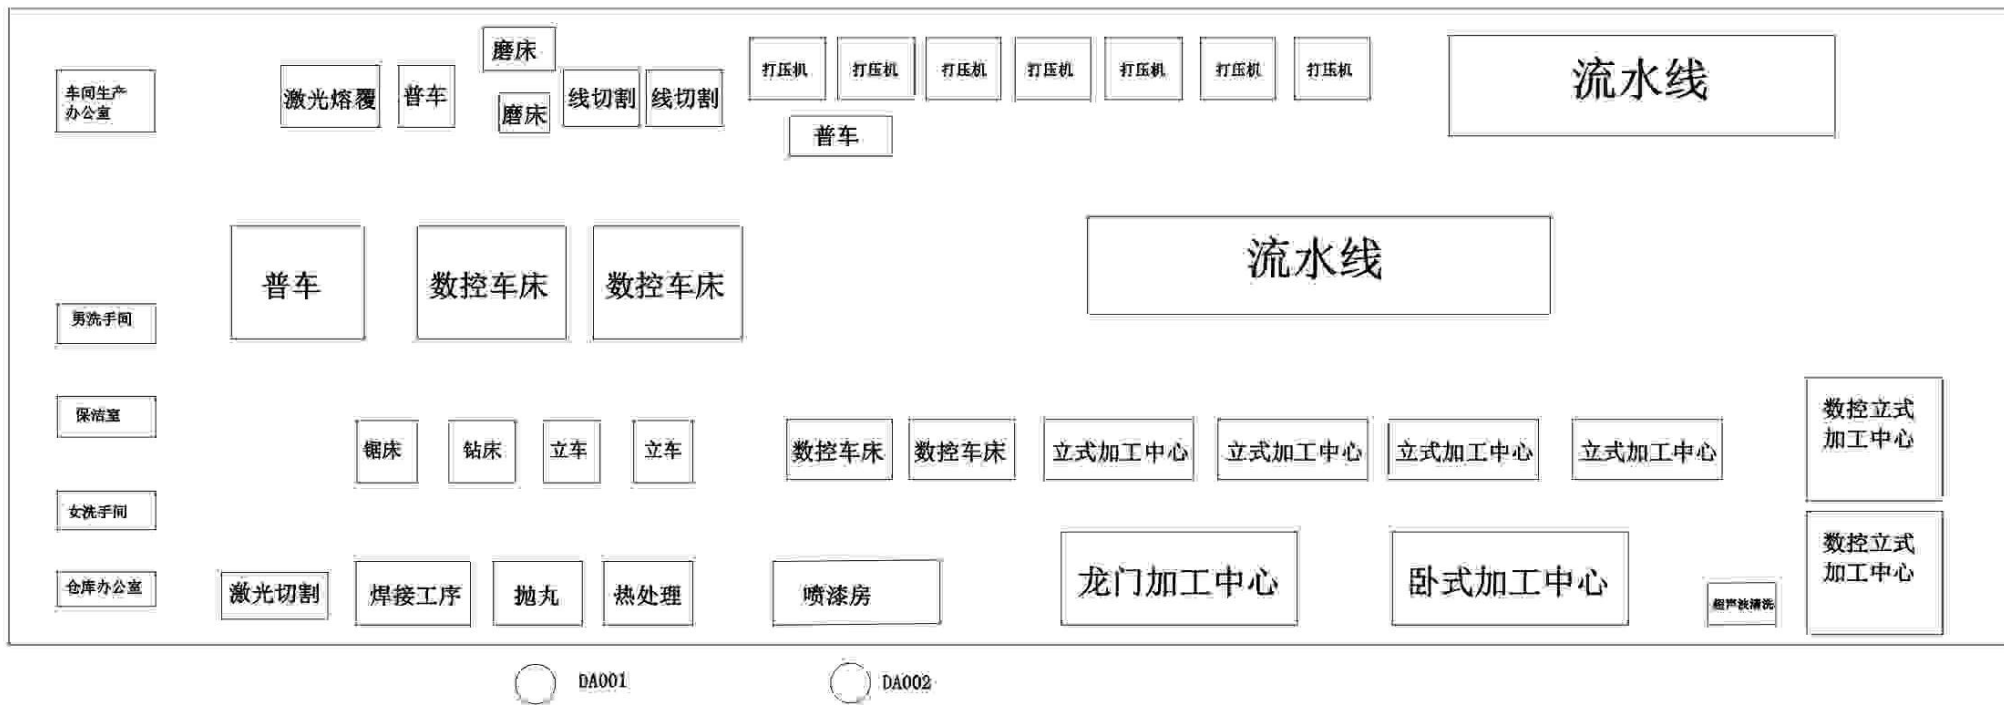 车间生产
办公室
激光熔覆
普车
磨床
磨床
线切割
线切割
打压机
打压机
打压机
打压机
打压机
打压机
打压机
普车
流水线
普车
数控车床
数控车床
流水线
男洗手间
保洁室
女洗手间
仓库办公室
锯床
钻床
立车
立车
数控车床
数控车床
立式加工中心
立式加工中心
立式加工中心
立式加工中心
数控立式
加工中心
激光切割
焊接工序
抛丸
热处理
喷漆房
龙门加工中心
卧式加工中心
超声波清洗
数控立式
加工中心
DA001
DA002